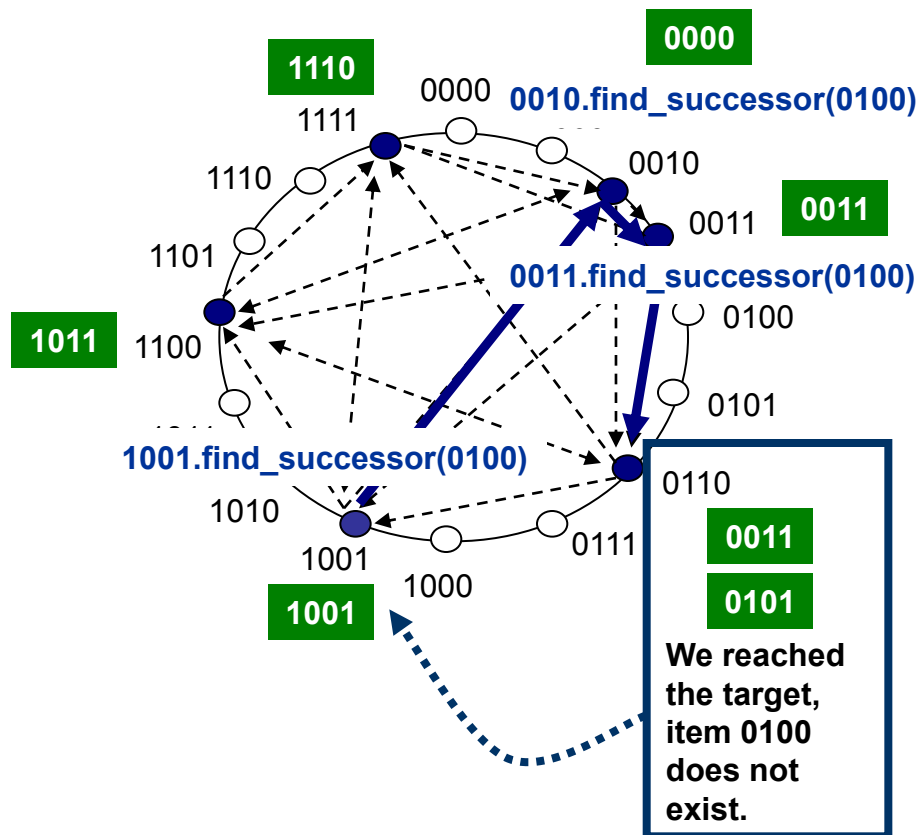 0000
1110
0000
0010.find_successor(0100)
1111
0010
1110
0011
0011
1101
0011.find_successor(0100)
0100
1011
1100
0101
1001.find_successor(0100)
0110
1010
0111
0011
1001
1000
1001
0101
We reached
the target,
item 0100
does not
exist.